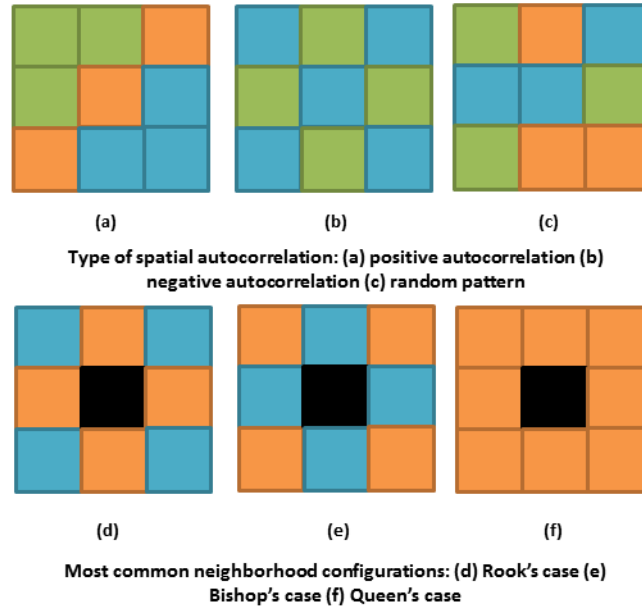 (a) (b) (c)
Type of spatial autocorrelation: (a) positive autocorrelation (b)
negative autocorrelation (c) random pattern
(d) (e) (f)
Most common neighborhood configurations: (d) Rook's case (e)
Bishop's case (f) Queen's case